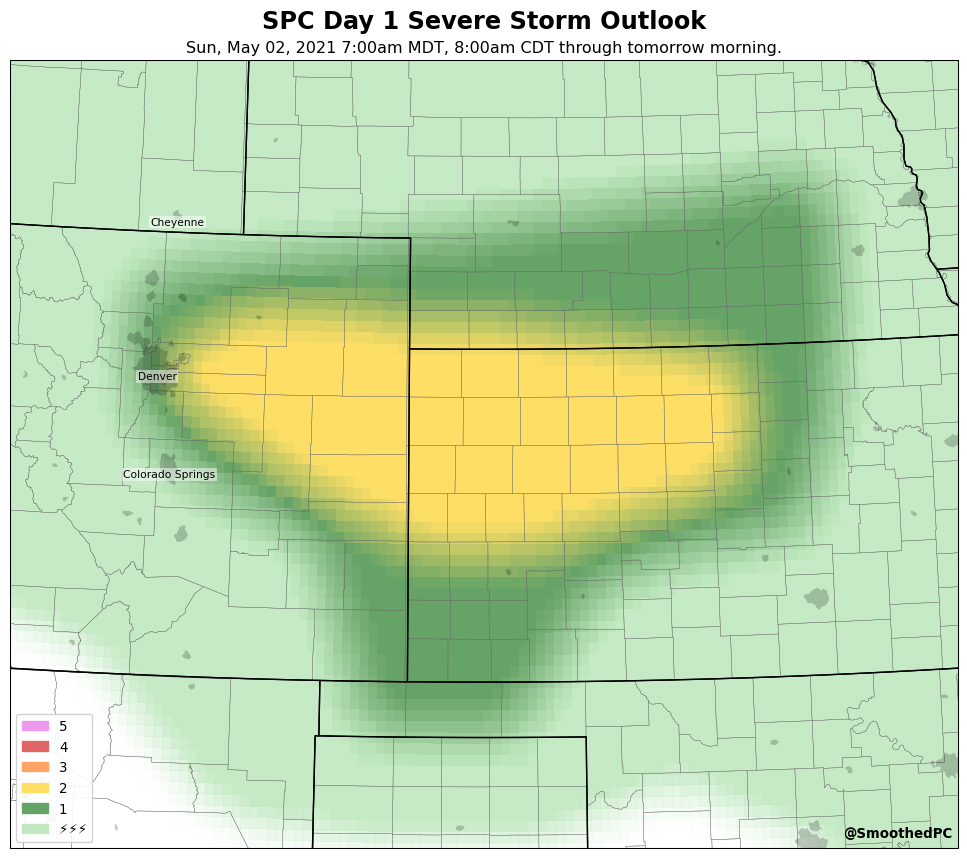 SPC Day 1 Severe Storm Outlook
Sun, May 02, 2021 7:00am MDT, 8:00am CDT through tomorrow morning.
Cheyenne
Denver
Colorado Springs
5
4
3
2
1
⚡⚡⚡
@SmoothedPC